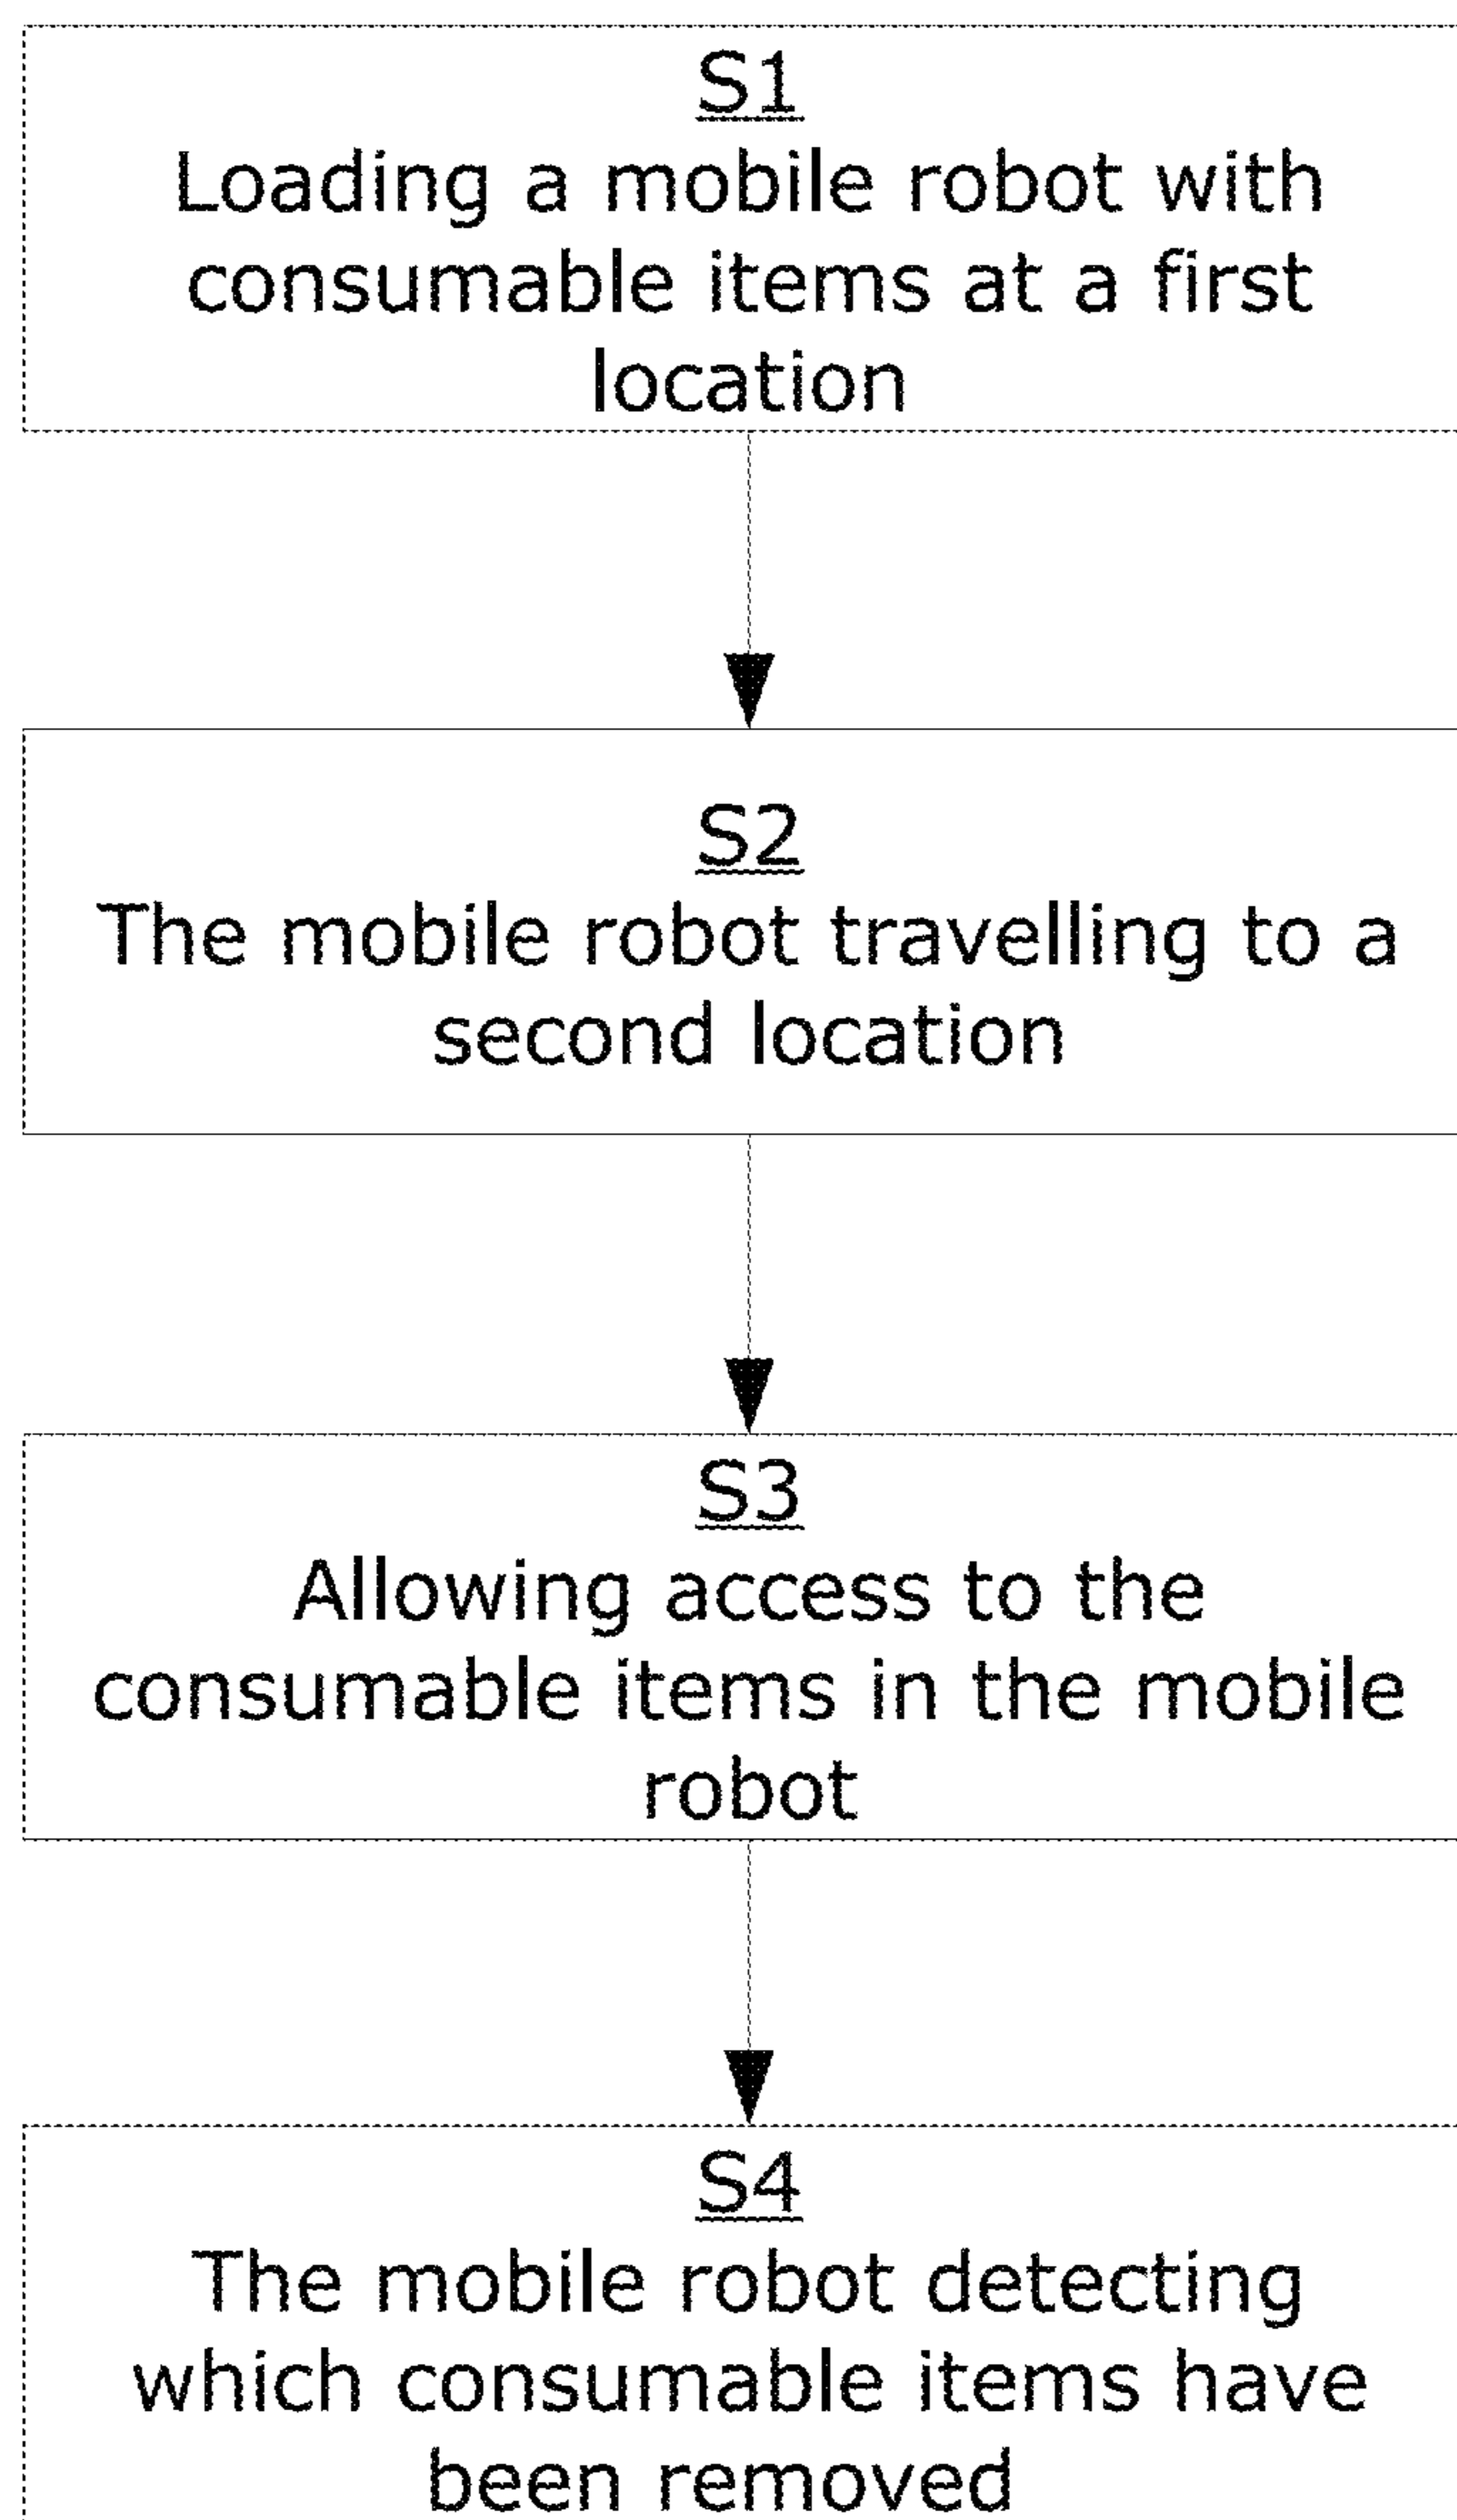 S1
Loading a mobile robot with
consumable items at a first
location
S2
The mobile robot travelling to a
second location
S3
Allowing access to the
consumable items in the mobile
robot
S4
The mobile robot detecting
which consumable items have
been removed